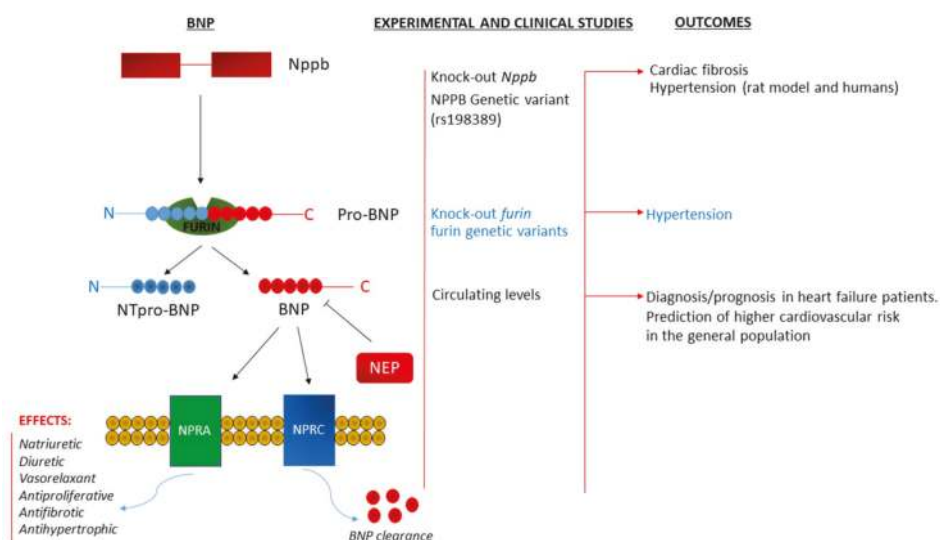 BNP
Nppb
N
FURIN
C
Pro-BNP
N
NTpro-BNP
C
BNP
NEP
NPRA
NPRC
EFFECTS:
Natriuretic
Diuretic
Vasorelaxant
Antiproliferative
Antifibrotic
Antihypertrophic
BNP clearance
EXPERIMENTAL AND CLINICAL STUDIES
Knock-out Nppb
NPPB Genetic variant
(rs198389)
Knock-out furin
furin genetic variants
Circulating levels
OUTCOMES
Cardiac fibrosis
Hypertension (rat model and humans)
Hypertension
Diagnosis/prognosis in heart failure patients.
Prediction of higher cardiovascular risk
in the general population